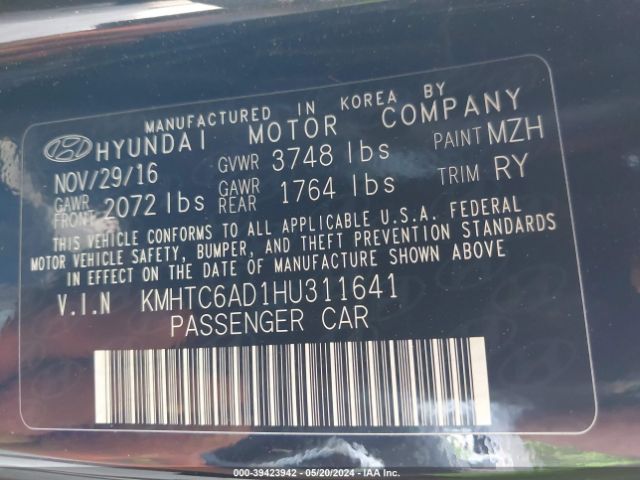 MANUFACTURED IN KOREA BY
HYUNDAI MOTOR COMPANY
NOV/29/16 GVWR 3748 lbs PAINT MZH
GAWR FRONT 2072 lbs GAWR REAR 1764 lbs TRIM RY
THIS VEHICLE CONFORMS TO ALL APPLICABLE U.S.A. FEDERAL
MOTOR VEHICLE SAFETY, BUMPER, AND THEFT PREVENTION STANDARDS
IN EFFECT ON THE DATE OF MANUFACTURE SHOWN ABOVE
V.I.N KMHTC6AD1HU311641
PASSENGER CAR
000-39423942 - 05/20/2024 - IAA Inc.